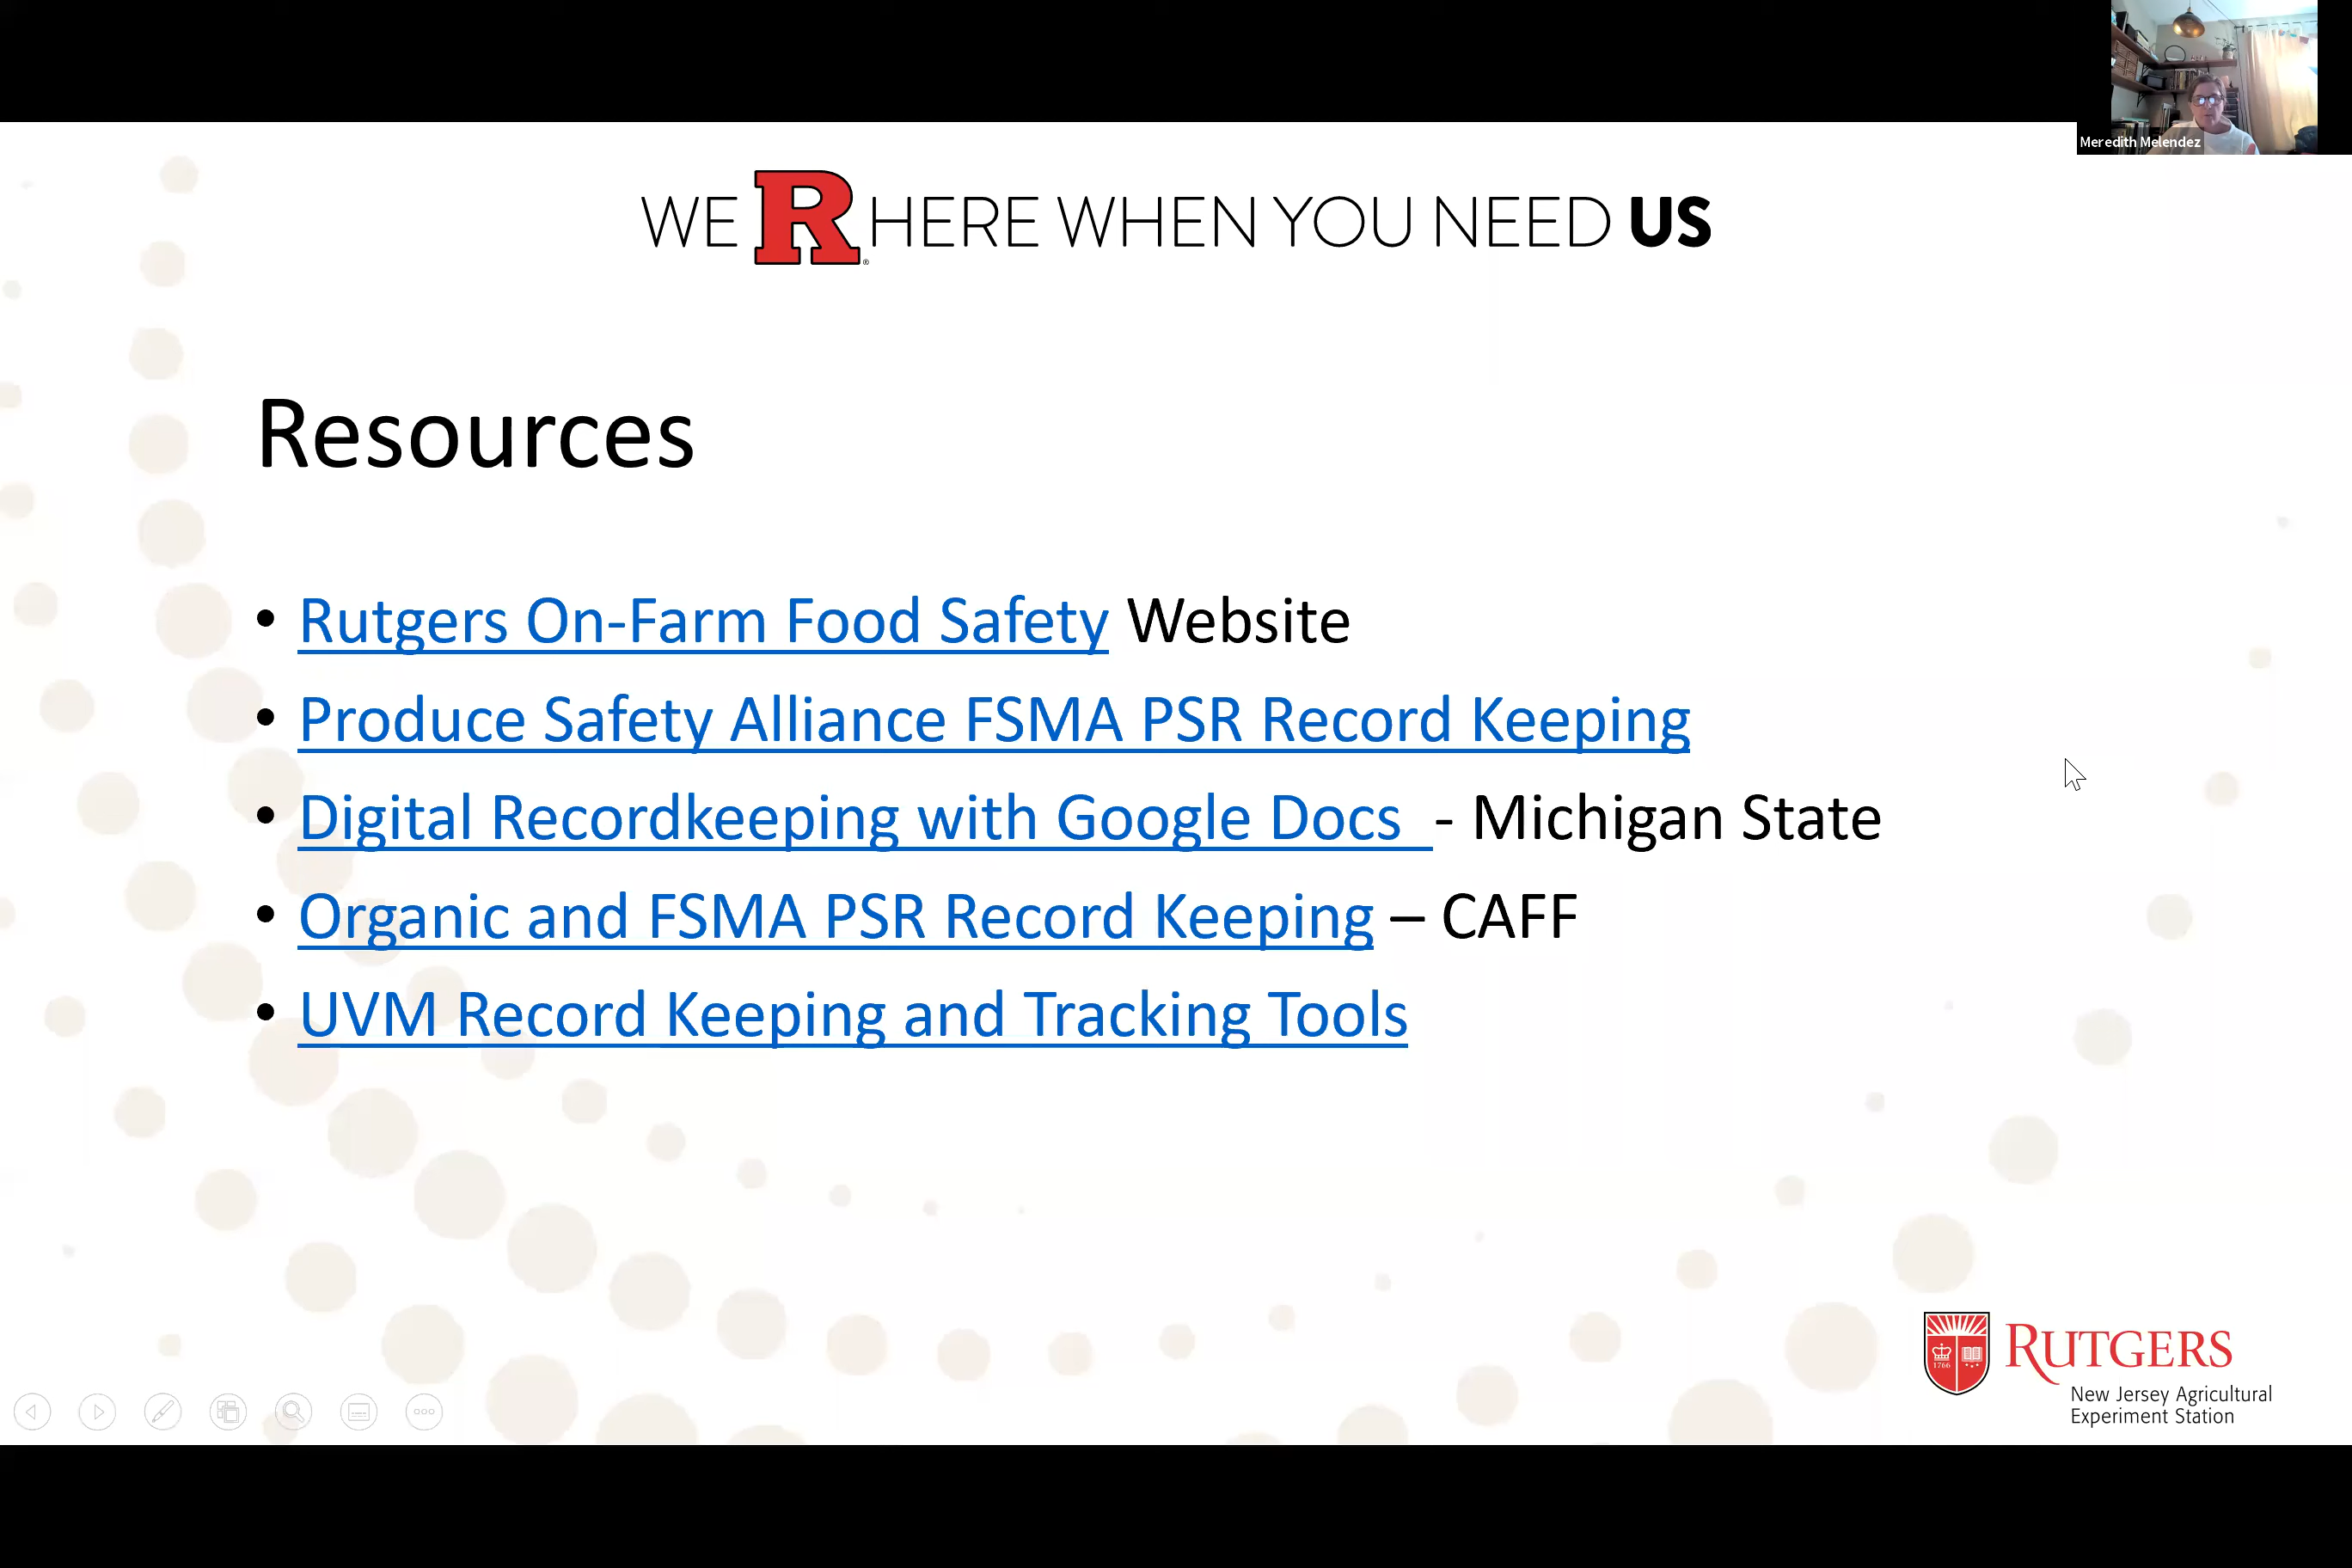 Meredith Melendez
WE R HERE WHEN YOU NEED US
Resources
• Rutgers On-Farm Food Safety Website
• Produce Safety Alliance FSMA PSR Record Keeping
• Digital Recordkeeping with Google Docs - Michigan State
• Organic and FSMA PSR Record Keeping – CAFF
• UVM Record Keeping and Tracking Tools
1766
RUTGERS
New Jersey Agricultural
Experiment Station